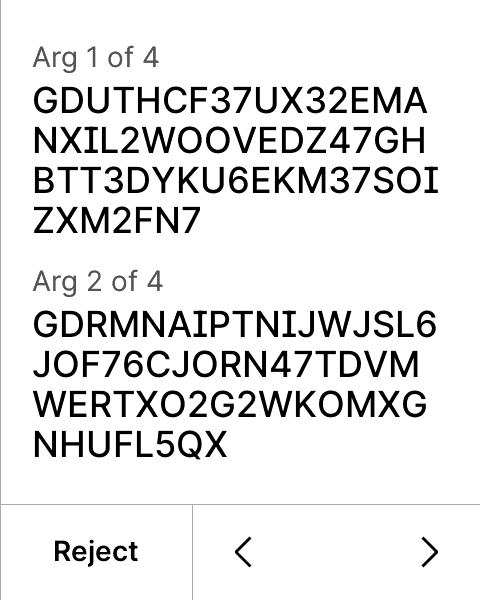 Arg 1 of 4
GDUTHCF37UX32EMA
NXIL2WOOVEDZ47GH
BTT3DYKU6EKM37SOI
ZXM2FN7
Arg 2 of 4
GDRMNAIPTNIJWJSL6
JOF76CJORN47TDVM
WERTXO2G2WKOMXG
NHUFL5QX
Reject